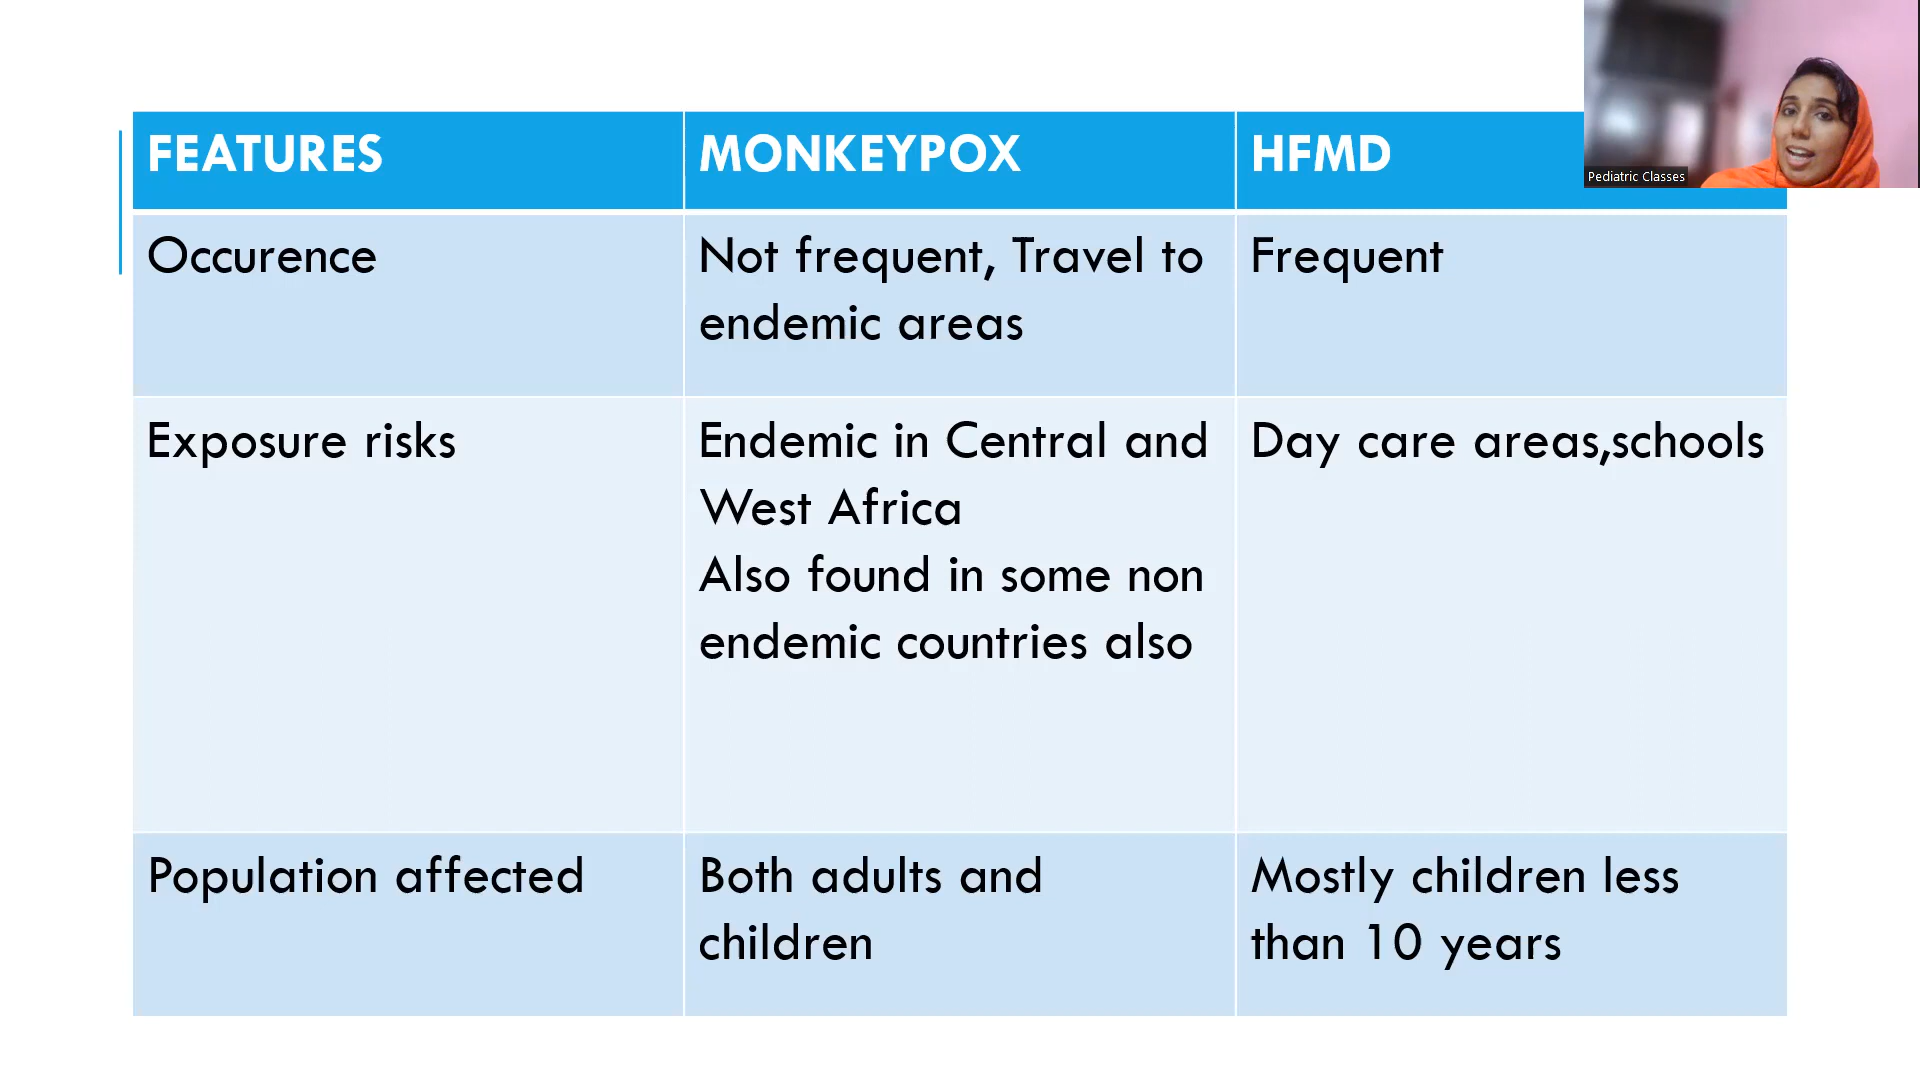 FEATURES
MONKEYPOX
HFMD
Pediatric Classes
Occurence
Not frequent, Travel to
endemic areas
Frequent
Exposure risks
Endemic in Central and
West Africa
Also found in some non
endemic countries also
Day care areas,schools
Population affected
Both adults and
children
Mostly children less
than 10 years